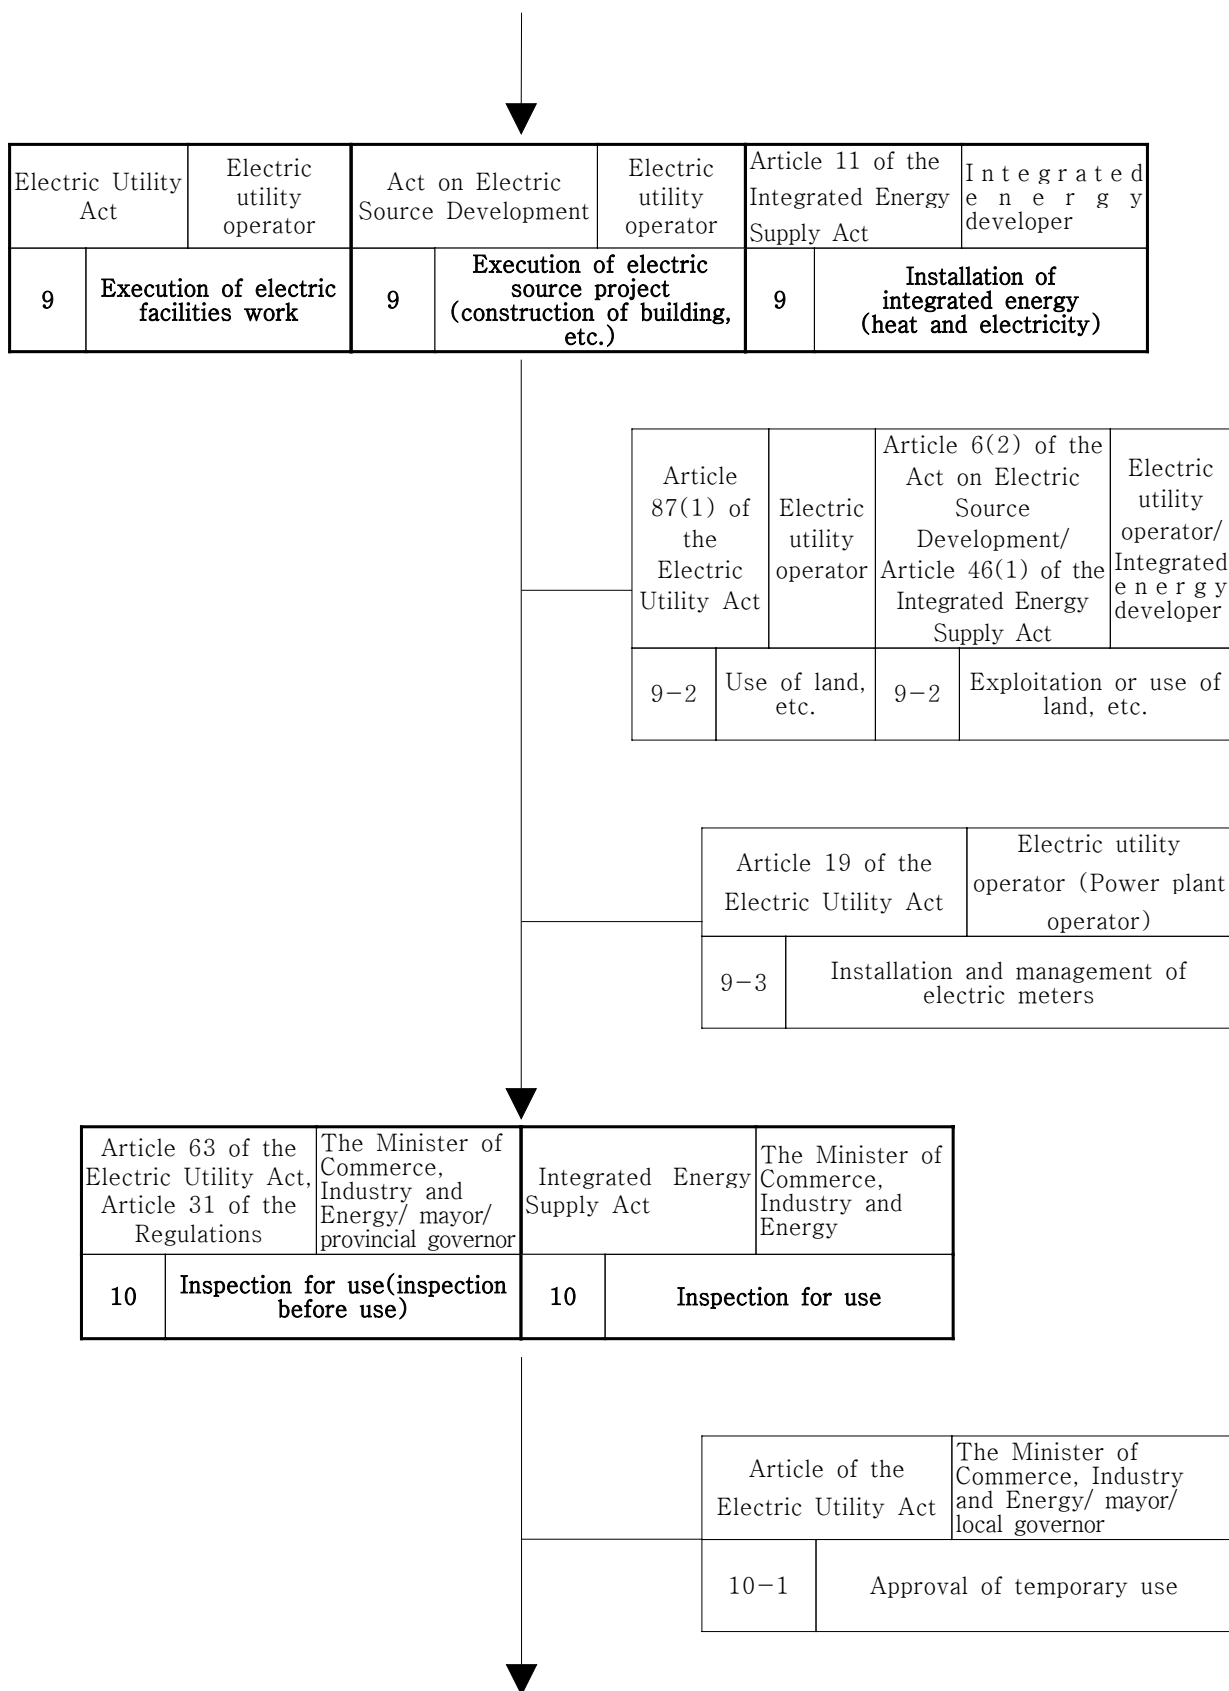 Electric Utility
Act
Electric
utility
operator
Act on Electric
Source Development
Electric
utility
operator
Article 11 of the
Integrated Energy
Supply Act
Integrated
energy
developer
9
Execution of electric
facilities work
9
Execution of electric
source project
(construction of building,
etc.)
9
Installation of
integrated energy
(heat and electricity)
Article
87(1) of
the
Electric
Utility Act
Electric
utility
operator
Article 6(2) of the
Act on Electric
Source
Development/
Article 46(1) of the
Integrated Energy
Supply Act
Electric
utility
operator/
Integrated
energy
developer
9-2
Use of land,
etc.
9-2
Exploitation or use of
land, etc.
Article 19 of the
Electric Utility Act
Electric utility
operator (Power plant
operator)
9-3
Installation and management of
electric meters
Article 63 of the
Electric Utility Act,
Article 31 of the
Regulations
The Minister of
Commerce,
Industry and
Energy/ mayor/
provincial governor
Integrated Energy
Supply Act
The Minister of
Commerce,
Industry and
Energy
10
Inspection for use(inspection
before use)
10
Inspection for use
Article of the
Electric Utility Act
The Minister of
Commerce, Industry
and Energy/ mayor/
local governor
10-1
Approval of temporary use